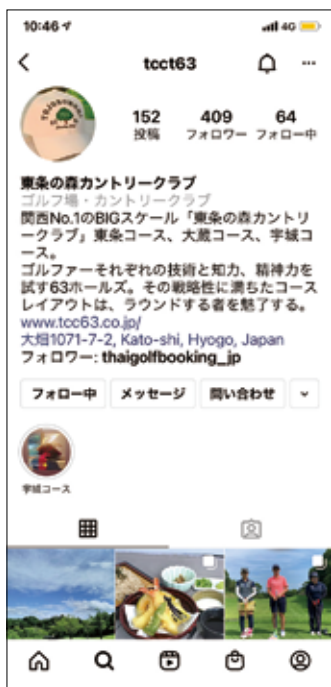 10:46
4G
tcct63
152
409
64
投稿
フォロワー
フォロー中
東条の森カントリークラブ
ゴルフ場・カントリークラブ
関西No.1のBIGスケール「東条の森カントリ
ークラブ」東条コース、大蔵コース、宇城コ
ース。
ゴルファーそれぞれの技術と知力、精神力を
試す63ホールズ。その戦略性に満ちたコース
レイアウトは、ラウンドする者を魅了する。
www.tcc63.co.jp/
大畑1071-7-2, Kato-shi, Hyogo, Japan
フォロワー: thaigolfbooking_jp
フォロー中
メッセージ
問い合わせ
宇城コース